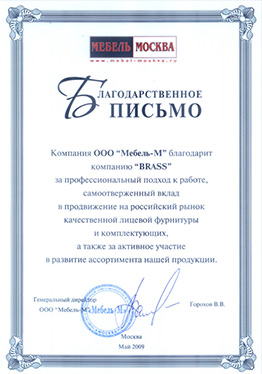 МЕБЕЛЬ МОСКВА
www.mebel-moskva.ru
БЛАГОДАРСТВЕННОЕ
ПИСЬМО
Компания ООО "Мебель-М" благодарит
компанию "BRASS"
за профессиональный подход к работе,
самоотверженный вклад
в продвижение на российский рынок
качественной лицевой фурнитуры
и комплектующих,
а также за активное участие
в развитие ассортимента нашей продукции.
Генеральный директор
ООО "Мебель-М"
Горохов В.В.
Москва
Май 2009